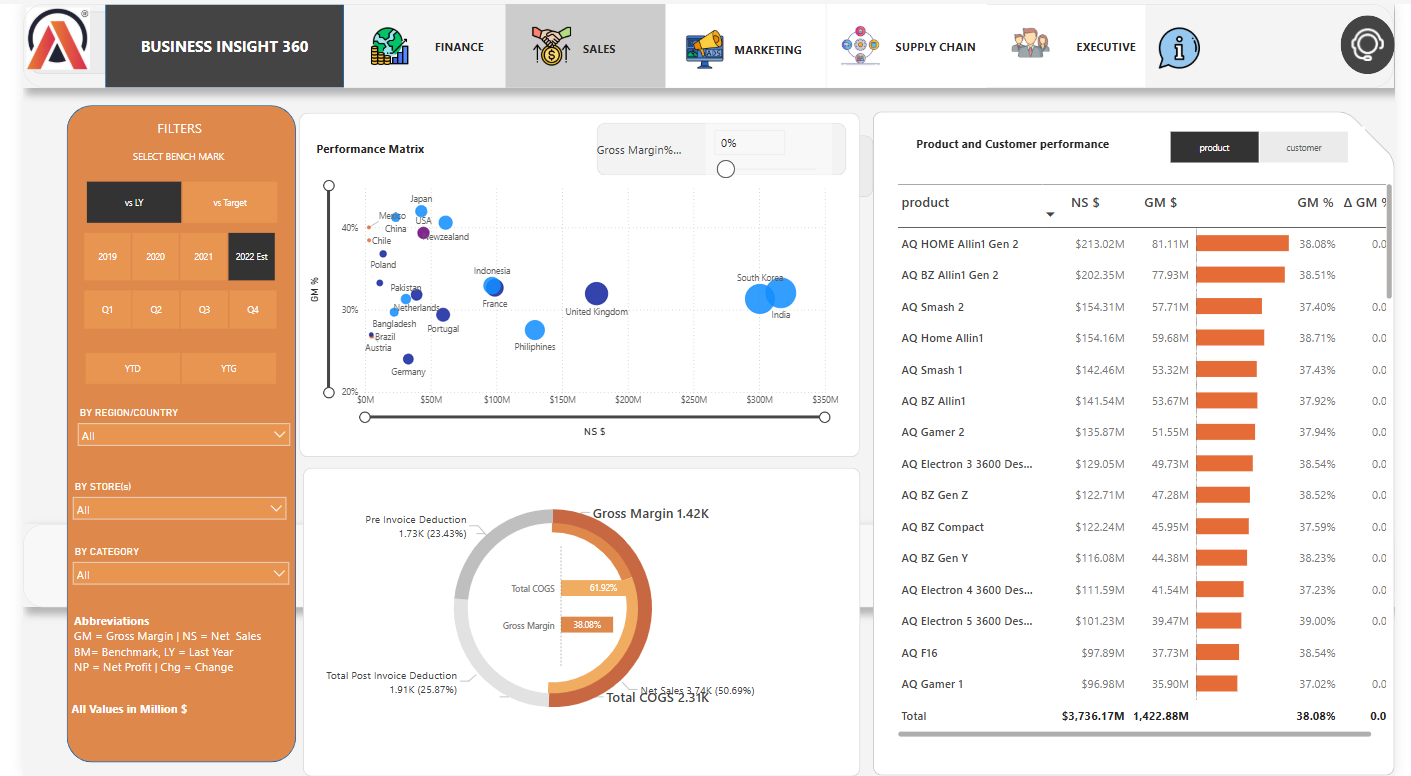 BUSINESS INSIGHT 360
FINANCE
SALES
MARKETING
SUPPLY CHAIN
EXECUTIVE
FILTERS
SELECT BENCH MARK
vs LY
vs Target
2019
2020
2021
2022 Est
Q1
Q2
Q3
Q4
YTD
YTG
BY REGION/COUNTRY
All
BY STORE(s)
All
BY CATEGORY
All
Abbreviations
GM = Gross Margin | NS = Net Sales
BM= Benchmark, LY = Last Year
NP = Net Profit | Chg = Change
All Values in Million $
Performance Matrix
Gross Margin%...
0%
GM %
40%
30%
20%
Japan
Mexico
USA
China
Newzealand
Chile
Poland
Indonesia
South Korea
Pakistan
France
Netherlands
United Kingdom
India
Bangladesh
Portugal
Brazil
Austria
Philiphines
Germany
$0M
$50M
$100M
$150M
$200M
$250M
$300M
$350M
NS $
Pre Invoice Deduction
1.73K (23.43%)
Gross Margin 1.42K
Total COGS
61.92%
Gross Margin
38.08%
Total Post Invoice Deduction
1.91K (25.87%)
Net Sales 3.74K (50.69%)
Total COGS 2.31K
Product and Customer performance
product
customer
product NS $ GM $ GM % Δ GM %
AQ HOME Allin1 Gen 2 $213.02M 81.11M 38.08% 0.0
AQ BZ Allin1 Gen 2 $202.35M 77.93M 38.51%
AQ Smash 2 $154.31M 57.71M 37.40% 0.0
AQ Home Allin1 $154.16M 59.68M 38.71% 0.0
AQ Smash 1 $142.46M 53.32M 37.43% 0.0
AQ BZ Allin1 $141.54M 53.67M 37.92% 0.0
AQ Gamer 2 $135.87M 51.55M 37.94% 0.0
AQ Electron 3 3600 Des... $129.05M 49.73M 38.54% 0.0
AQ BZ Gen Z $122.71M 47.28M 38.52% 0.0
AQ BZ Compact $122.24M 45.95M 37.59% 0.0
AQ BZ Gen Y $116.08M 44.38M 38.23% 0.0
AQ Electron 4 3600 Des... $111.59M 41.54M 37.23% 0.0
AQ Electron 5 3600 Des... $101.23M 39.47M 39.00% 0.0
AQ F16 $97.89M 37.73M 38.54%
AQ Gamer 1 $96.98M 35.90M 37.02% 0.0
Total $3,736.17M 1,422.88M 38.08% 0.0